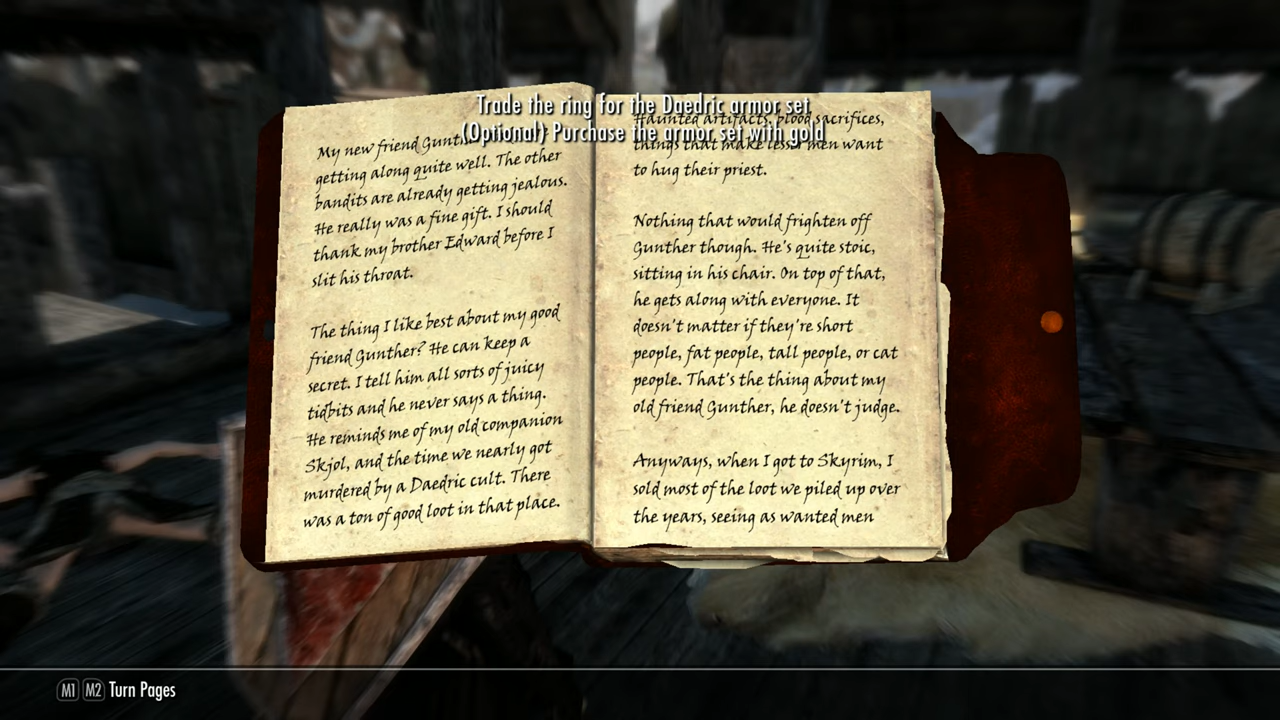 Trade the ring for the Daedric armor set
(Optional) Purchase the armor set with gold
My new friend
getting along quite well. The other
bandits are already getting jealous.
He really was a fine gift. I should
thank my brother Edward before I
slit his throat.
The thing I like best about my good
friend Gunther? He can keep a
secret. I tell him all sorts of juicy
tidbits and he never says a thing.
He reminds me of my old companion
Skjol, and the time we nearly got
murdered by a Daedric cult. There
was a ton of good loot in that place.
Haunted artifacts, blood sacrifices,
things that make lesser men want
to hug their priest.
Nothing that would frighten off
Gunther though. He's quite stoic,
sitting in his chair. On top of that,
he gets along with everyone. It
doesn't matter if they're short
people, fat people, tall people, or cat
people. That's the thing about my
old friend Gunther, he doesn't judge.
Anyways, when I got to Skyrim, I
sold most of the loot we piled up over
the years, seeing as wanted men
M1 M2 Turn Pages